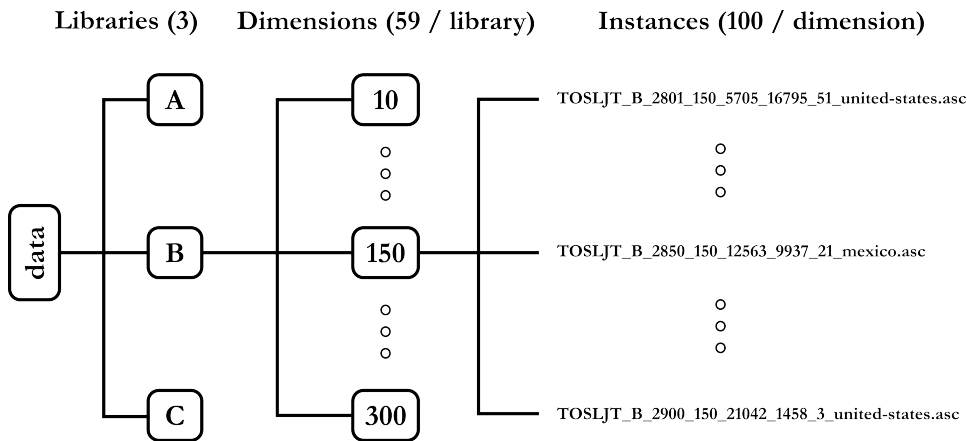 Libraries (3) Dimensions (59 / library) Instances (100 / dimension)
A 10 TOSLJT_B_2801_150_5705_16795_51_united-states.asc
data B 150 TOSLJT_B_2850_150_12563_9937_21_mexico.asc
C 300 TOSLJT_B_2900_150_21042_1458_3_united-states.asc